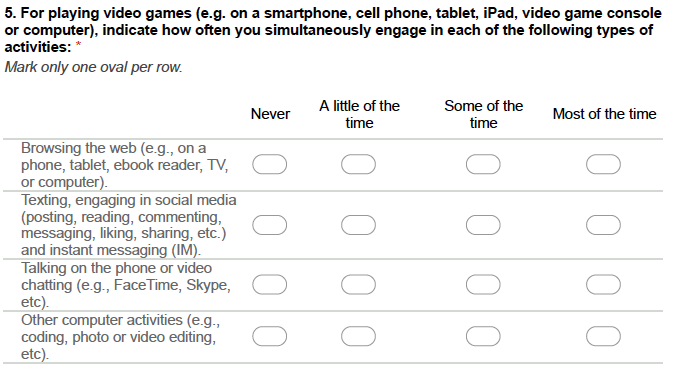 5. For playing video games (e.g. on a smartphone, cell phone, tablet, iPad, video game console
or computer), indicate how often you simultaneously engage in each of the following types of
activities: *
Mark only one oval per row.
Never
A little of the
time
Some of the
time
Most of the time
Browsing the web (e.g., on a
phone, tablet, ebook reader, TV,
or computer).
Texting, engaging in social media
(posting, reading, commenting,
messaging, liking, sharing, etc.)
and instant messaging (IM).
Talking on the phone or video
chatting (e.g., FaceTime, Skype,
etc).
Other computer activities (e.g.,
coding, photo or video editing,
etc).